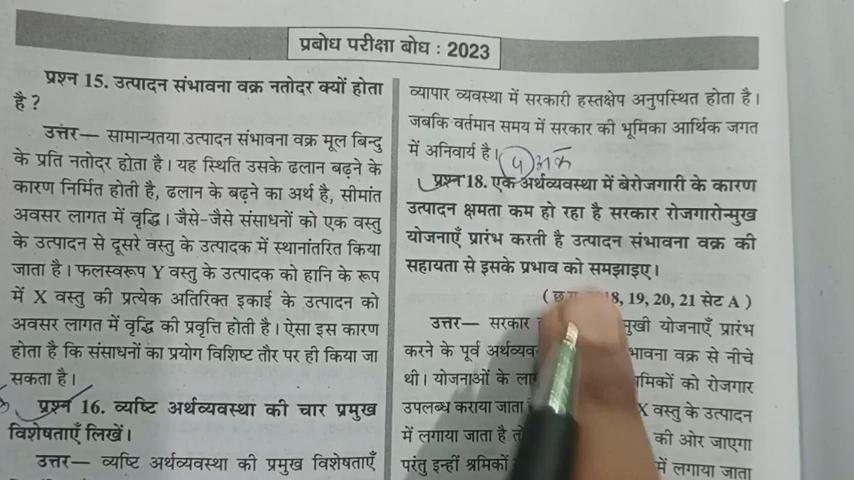 प्रबोध परीक्षा बोध : 2023
प्रश्न 15. उत्पादन संभावना वक्र नतोदर क्यों होता
है ?
उत्तर— सामान्यतया उत्पादन संभावना वक्र मूल बिन्दु
के प्रति नतोदर होता है। यह स्थिति उसके ढलान बढ़ने के
कारण निर्मित होती है, ढलान के बढ़ने का अर्थ है, सीमांत
अवसर लागत में वृद्धि। जैसे-जैसे संसाधनों को एक वस्तु
के उत्पादन से दूसरे वस्तु के उत्पादक में स्थानांतरित किया
जाता है। फलस्वरूप Y वस्तु के उत्पादक को हानि के रूप
में X वस्तु की प्रत्येक अतिरिक्त इकाई के उत्पादन को
अवसर लागत में वृद्धि की प्रवृत्ति होती है। ऐसा इस कारण
होता है कि संसाधनों का प्रयोग विशिष्ट तौर पर ही किया जा
सकता है।
प्रश्न 16. व्यष्टि अर्थव्यवस्था की चार प्रमुख
विशेषताएँ लिखें।
उत्तर— व्यष्टि अर्थव्यवस्था की प्रमुख विशेषताएँ
व्यापार व्यवस्था में सरकारी हस्तक्षेप अनुपस्थित होता है।
जबकि वर्तमान समय में सरकार की भूमिका आर्थिक जगत
में अनिवार्य है।
अंक
प्रश्न 18. एक अर्थव्यवस्था में बेरोजगारी के कारण
उत्पादन क्षमता कम हो रहा है सरकार रोजगारोन्मुख
योजनाएँ प्रारंभ करती है उत्पादन संभावना वक्र की
सहायता से इसके प्रभाव को समझाइए।
8, 19, 20, 21 सेट A )
उत्तर— सरकार मुखी योजनाएँ प्रारंभ
करने के पूर्व भावना वक्र से नीचे
थी। योजनाओं के मिकों को रोजगार
उपलब्ध कराया जाता X वस्तु के उत्पादन
में लगाया जाता है की ओर जाएगा
परंतु इन्हीं श्रमिकों में लगाया जाता